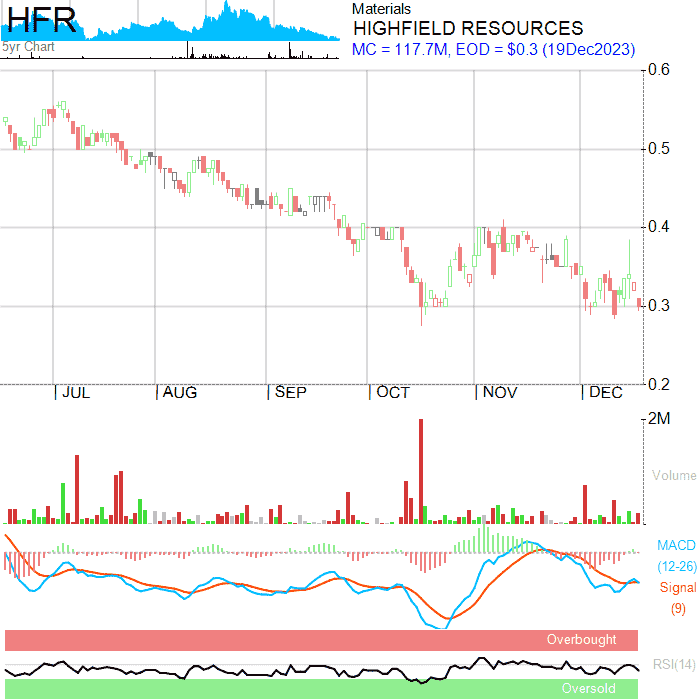 HFR
5yr Chart
Materials
HIGHFIELD RESOURCES
MC = 117.7M, EOD = $0.3 (19Dec2023)
0.6
0.5
0.4
0.3
0.2
JUL
AUG
SEP
OCT
NOV
DEC
2M
Volume
MACD
(12-26)
Signal
(9)
Overbought
RSI(14)
Oversold